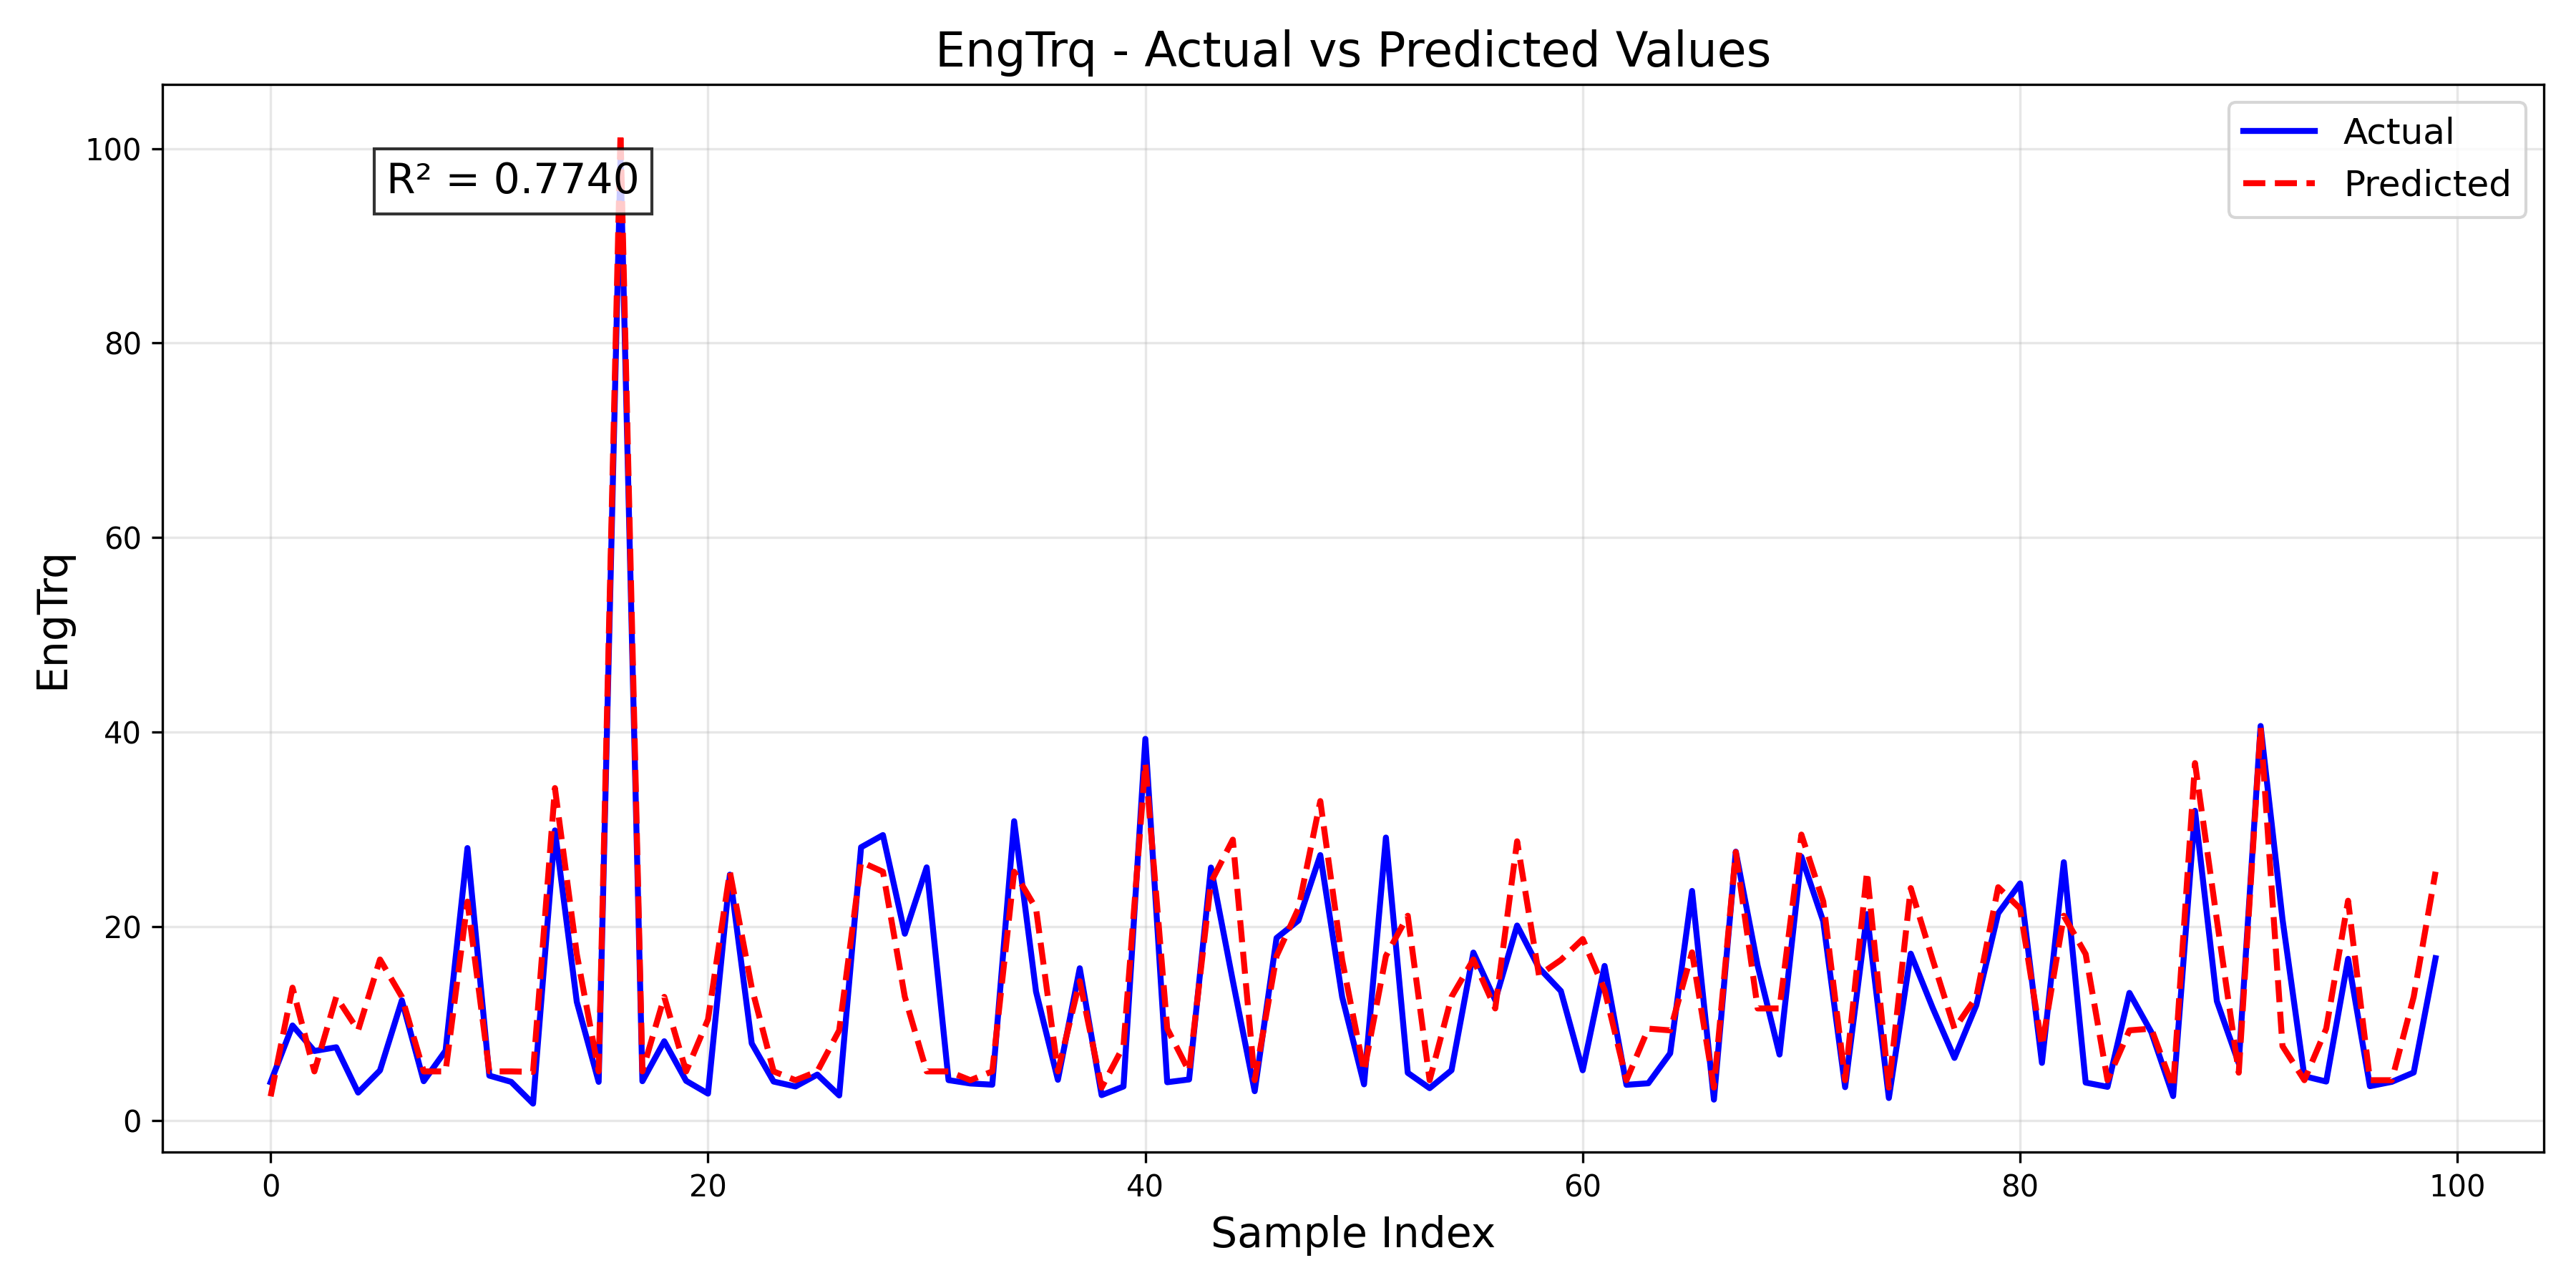 EngTrq - Actual vs Predicted Values
R² = 0.7740
Actual
Predicted
100
80
60
40
20
0
EngTrq
0 20 40 60 80 100
Sample Index